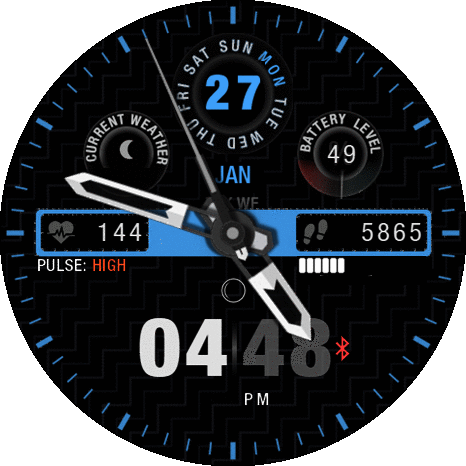 FRI SAT SUN MON TUE WED THU
27
CURRENT WEATHER
BATTERY LEVEL
49
JAN
WE
144
5865
PULSE: HIGH
04 48
PM